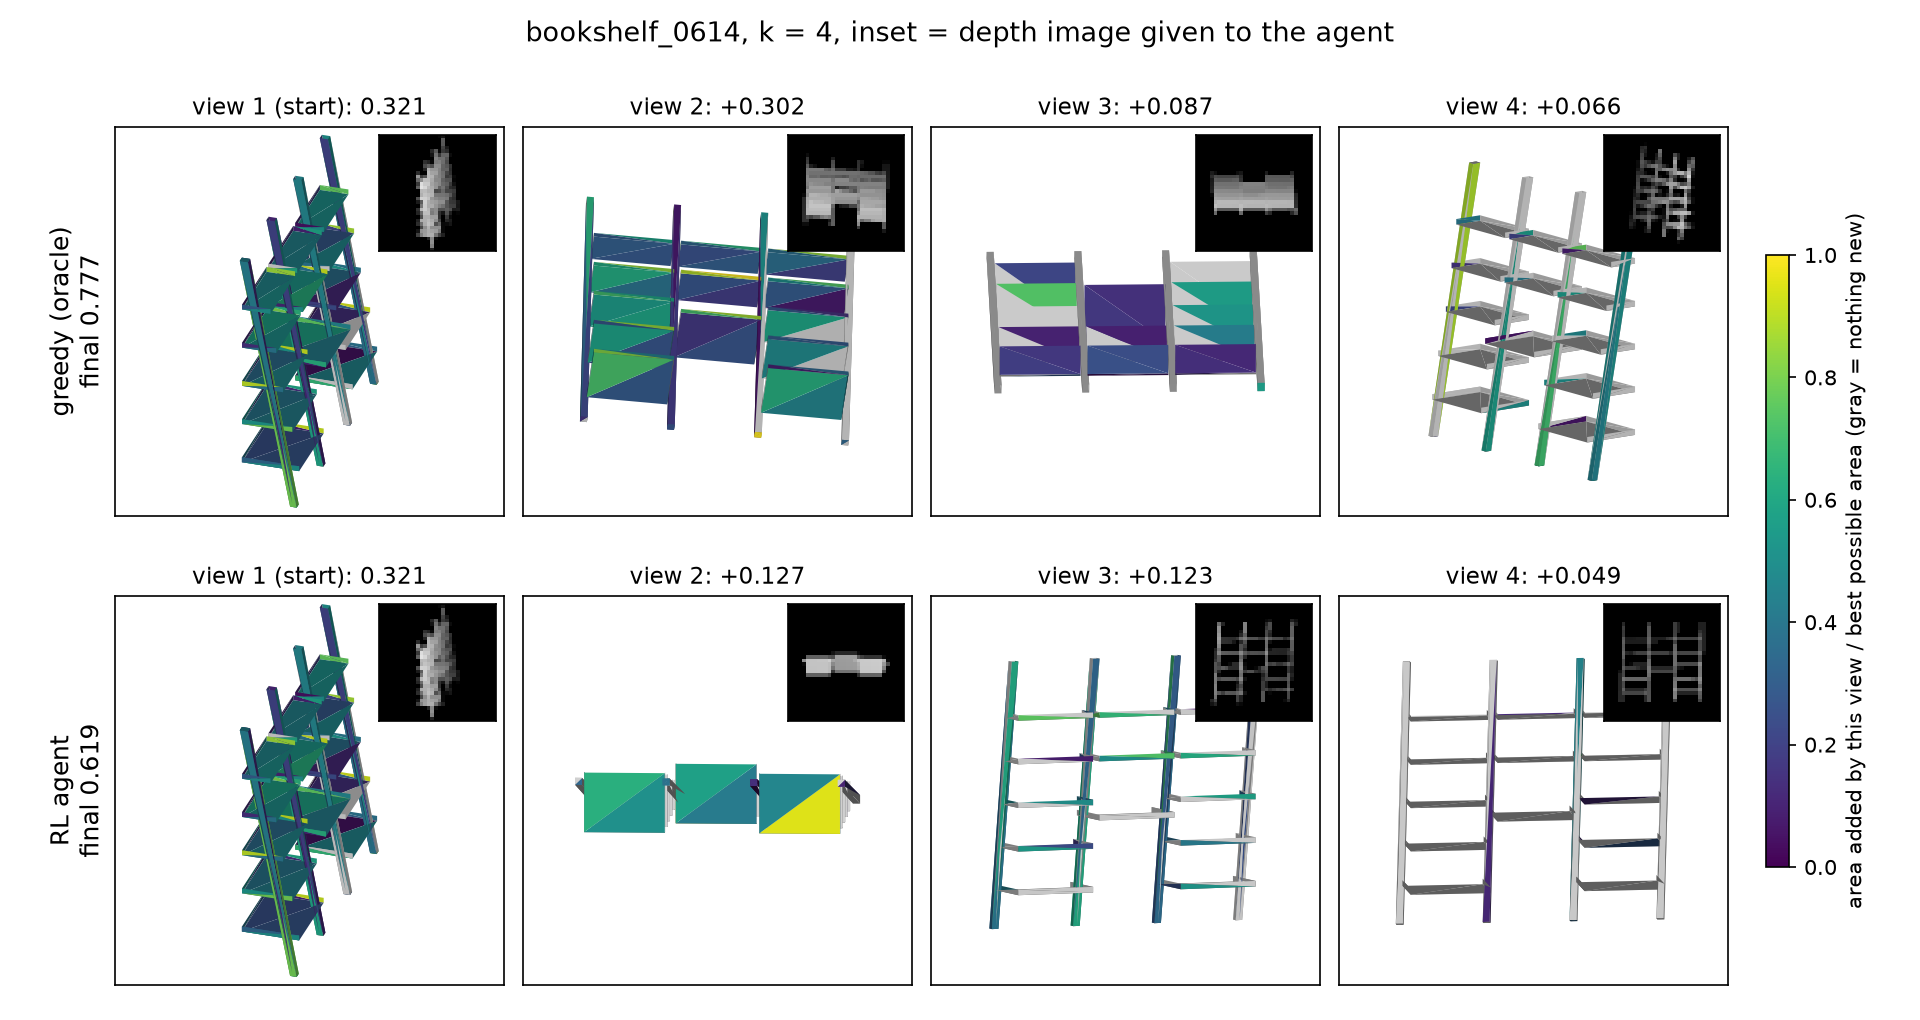 bookshelf_0614, k = 4, inset = depth image given to the agent
view 1 (start): 0.321
view 2: +0.302
view 3: +0.087
view 4: +0.066
greedy (oracle)
final 0.777
view 1 (start): 0.321
view 2: +0.127
view 3: +0.123
view 4: +0.049
RL agent
final 0.619
1.0
0.8
0.6
0.4
0.2
0.0
area added by this view / best possible area (gray = nothing new)